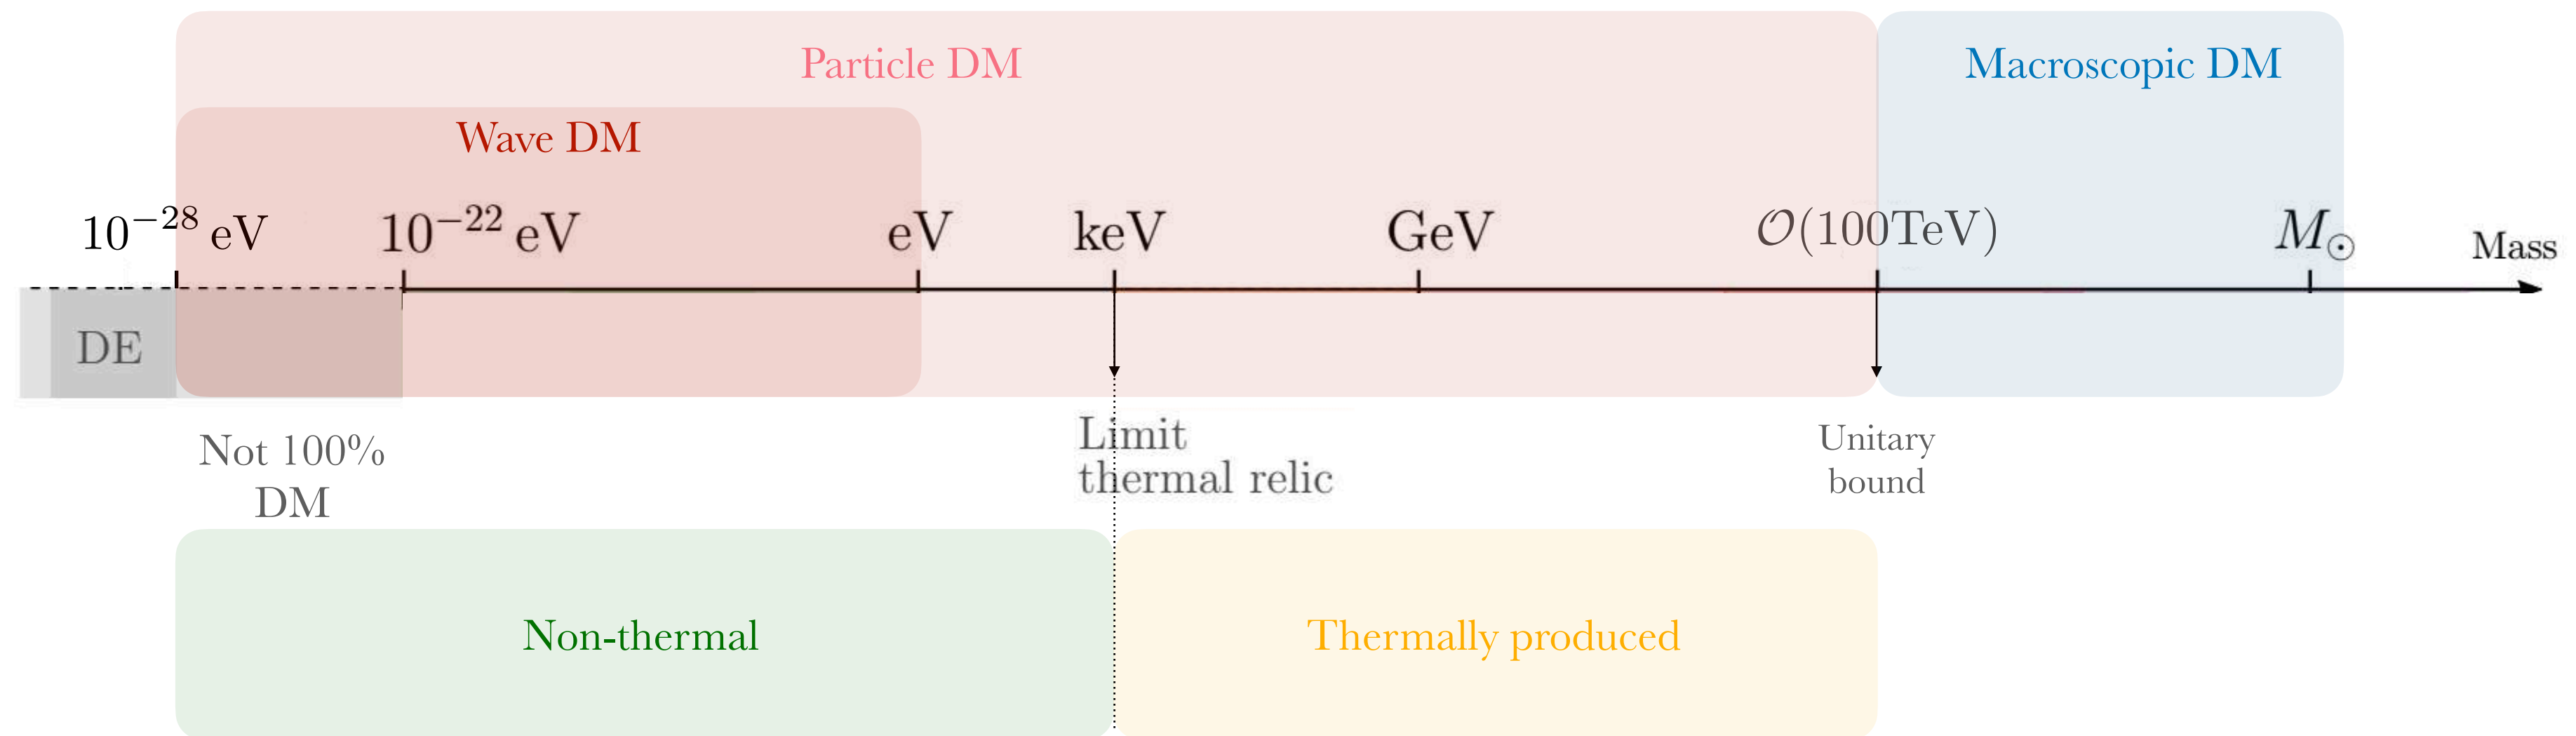 Particle DM
Macroscopic DM
Wave DM
10⁻²⁸ eV
10⁻²² eV
eV
keV
GeV
𝒪(100TeV)
M☉
Mass
DE
Not 100%
DM
Limit
thermal relic
Unitary
bound
Non-thermal
Thermally produced